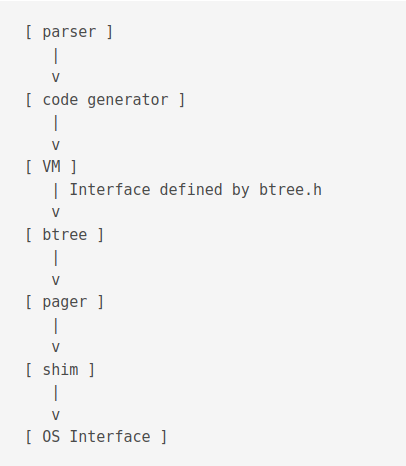 [ parser ]
|
v
[ code generator ]
|
v
[ VM ]
| Interface defined by btree.h
v
[ btree ]
|
v
[ pager ]
|
v
[ shim ]
|
v
[ OS Interface ]